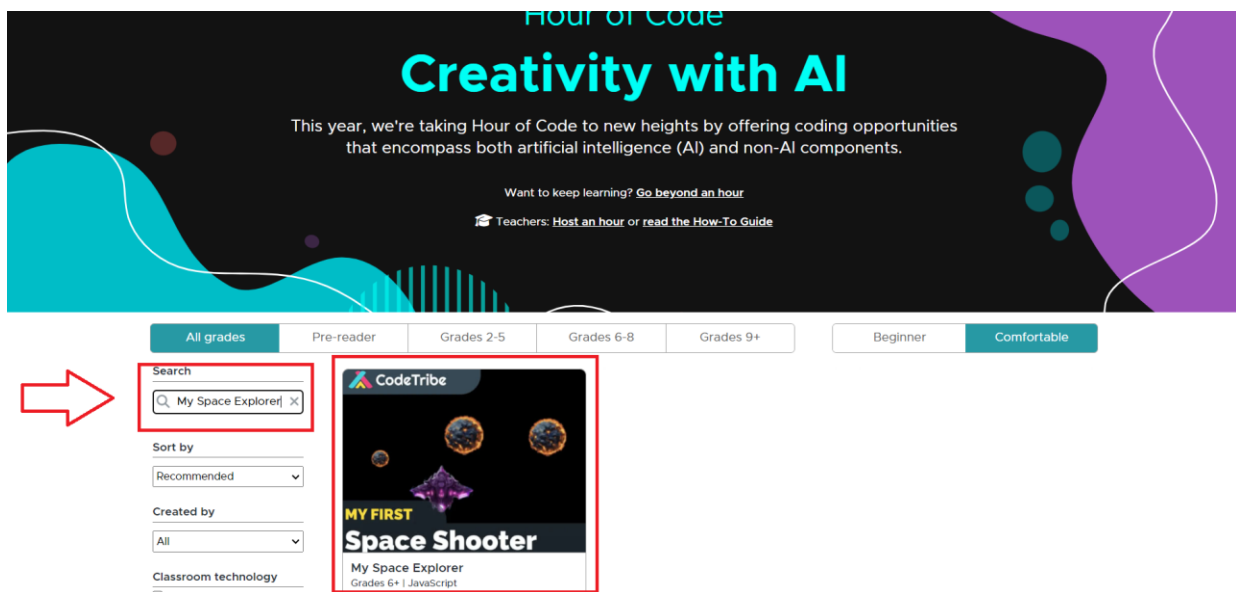 Hour of Code
Creativity with AI
This year, we're taking Hour of Code to new heights by offering coding opportunities
that encompass both artificial intelligence (AI) and non-AI components.
Want to keep learning? Go beyond an hour
Teachers: Host an hour or read the How-To Guide
All grades
Pre-reader
Grades 2-5
Grades 6-8
Grades 9+
Beginner
Comfortable
Search
My Space Explorer
Sort by
Recommended
Created by
All
Classroom technology
CodeTribe
MY FIRST
Space Shooter
My Space Explorer
Grades 6+ | JavaScript